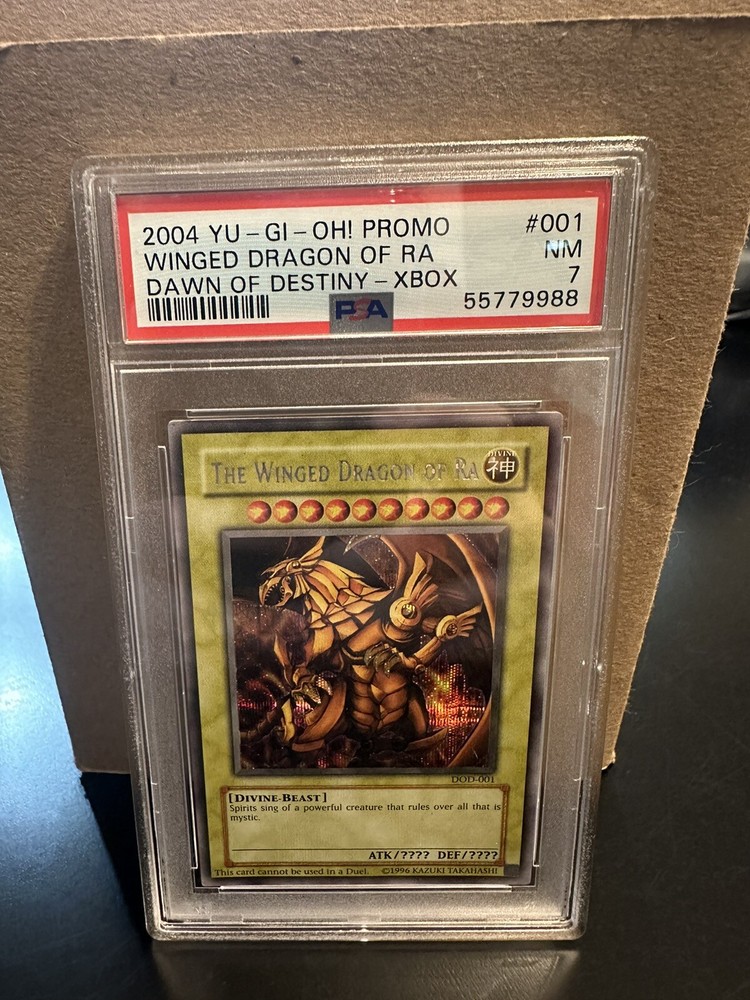 2004 YU-GI-OH! PROMO #001
WINGED DRAGON OF RA NM
DAWN OF DESTINY-XBOX 7
PSA 55779988
THE WINGED DRAGON OF RA
DIVINE
神
DOD-001
[DIVINE-BEAST]
Spirits sing of a powerful creature that rules over all that is
mystic.
ATK/???? DEF/????
This card cannot be used in a Duel. ©1996 KAZUKI TAKAHASHI